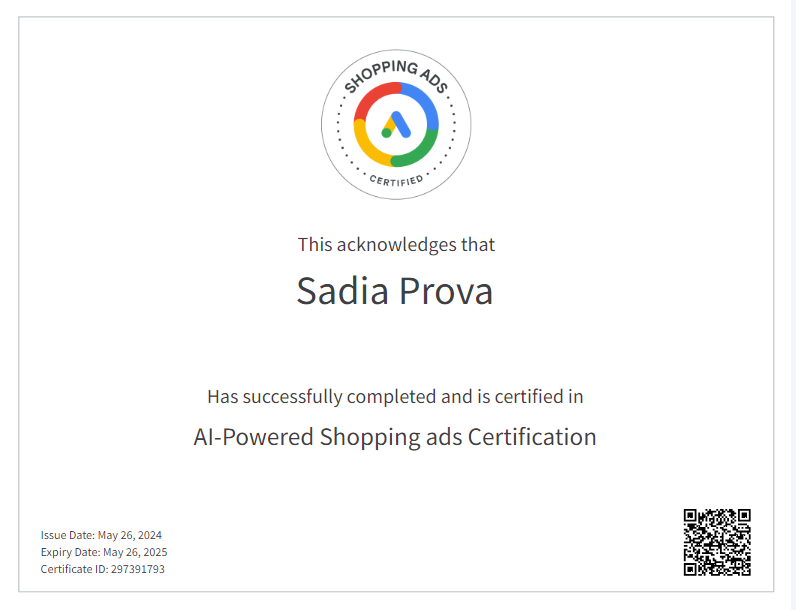 SHOPPING ADS
CERTIFIED
This acknowledges that
Sadia Prova
Has successfully completed and is certified in
AI-Powered Shopping ads Certification
Issue Date: May 26, 2024
Expiry Date: May 26, 2025
Certificate ID: 297391793